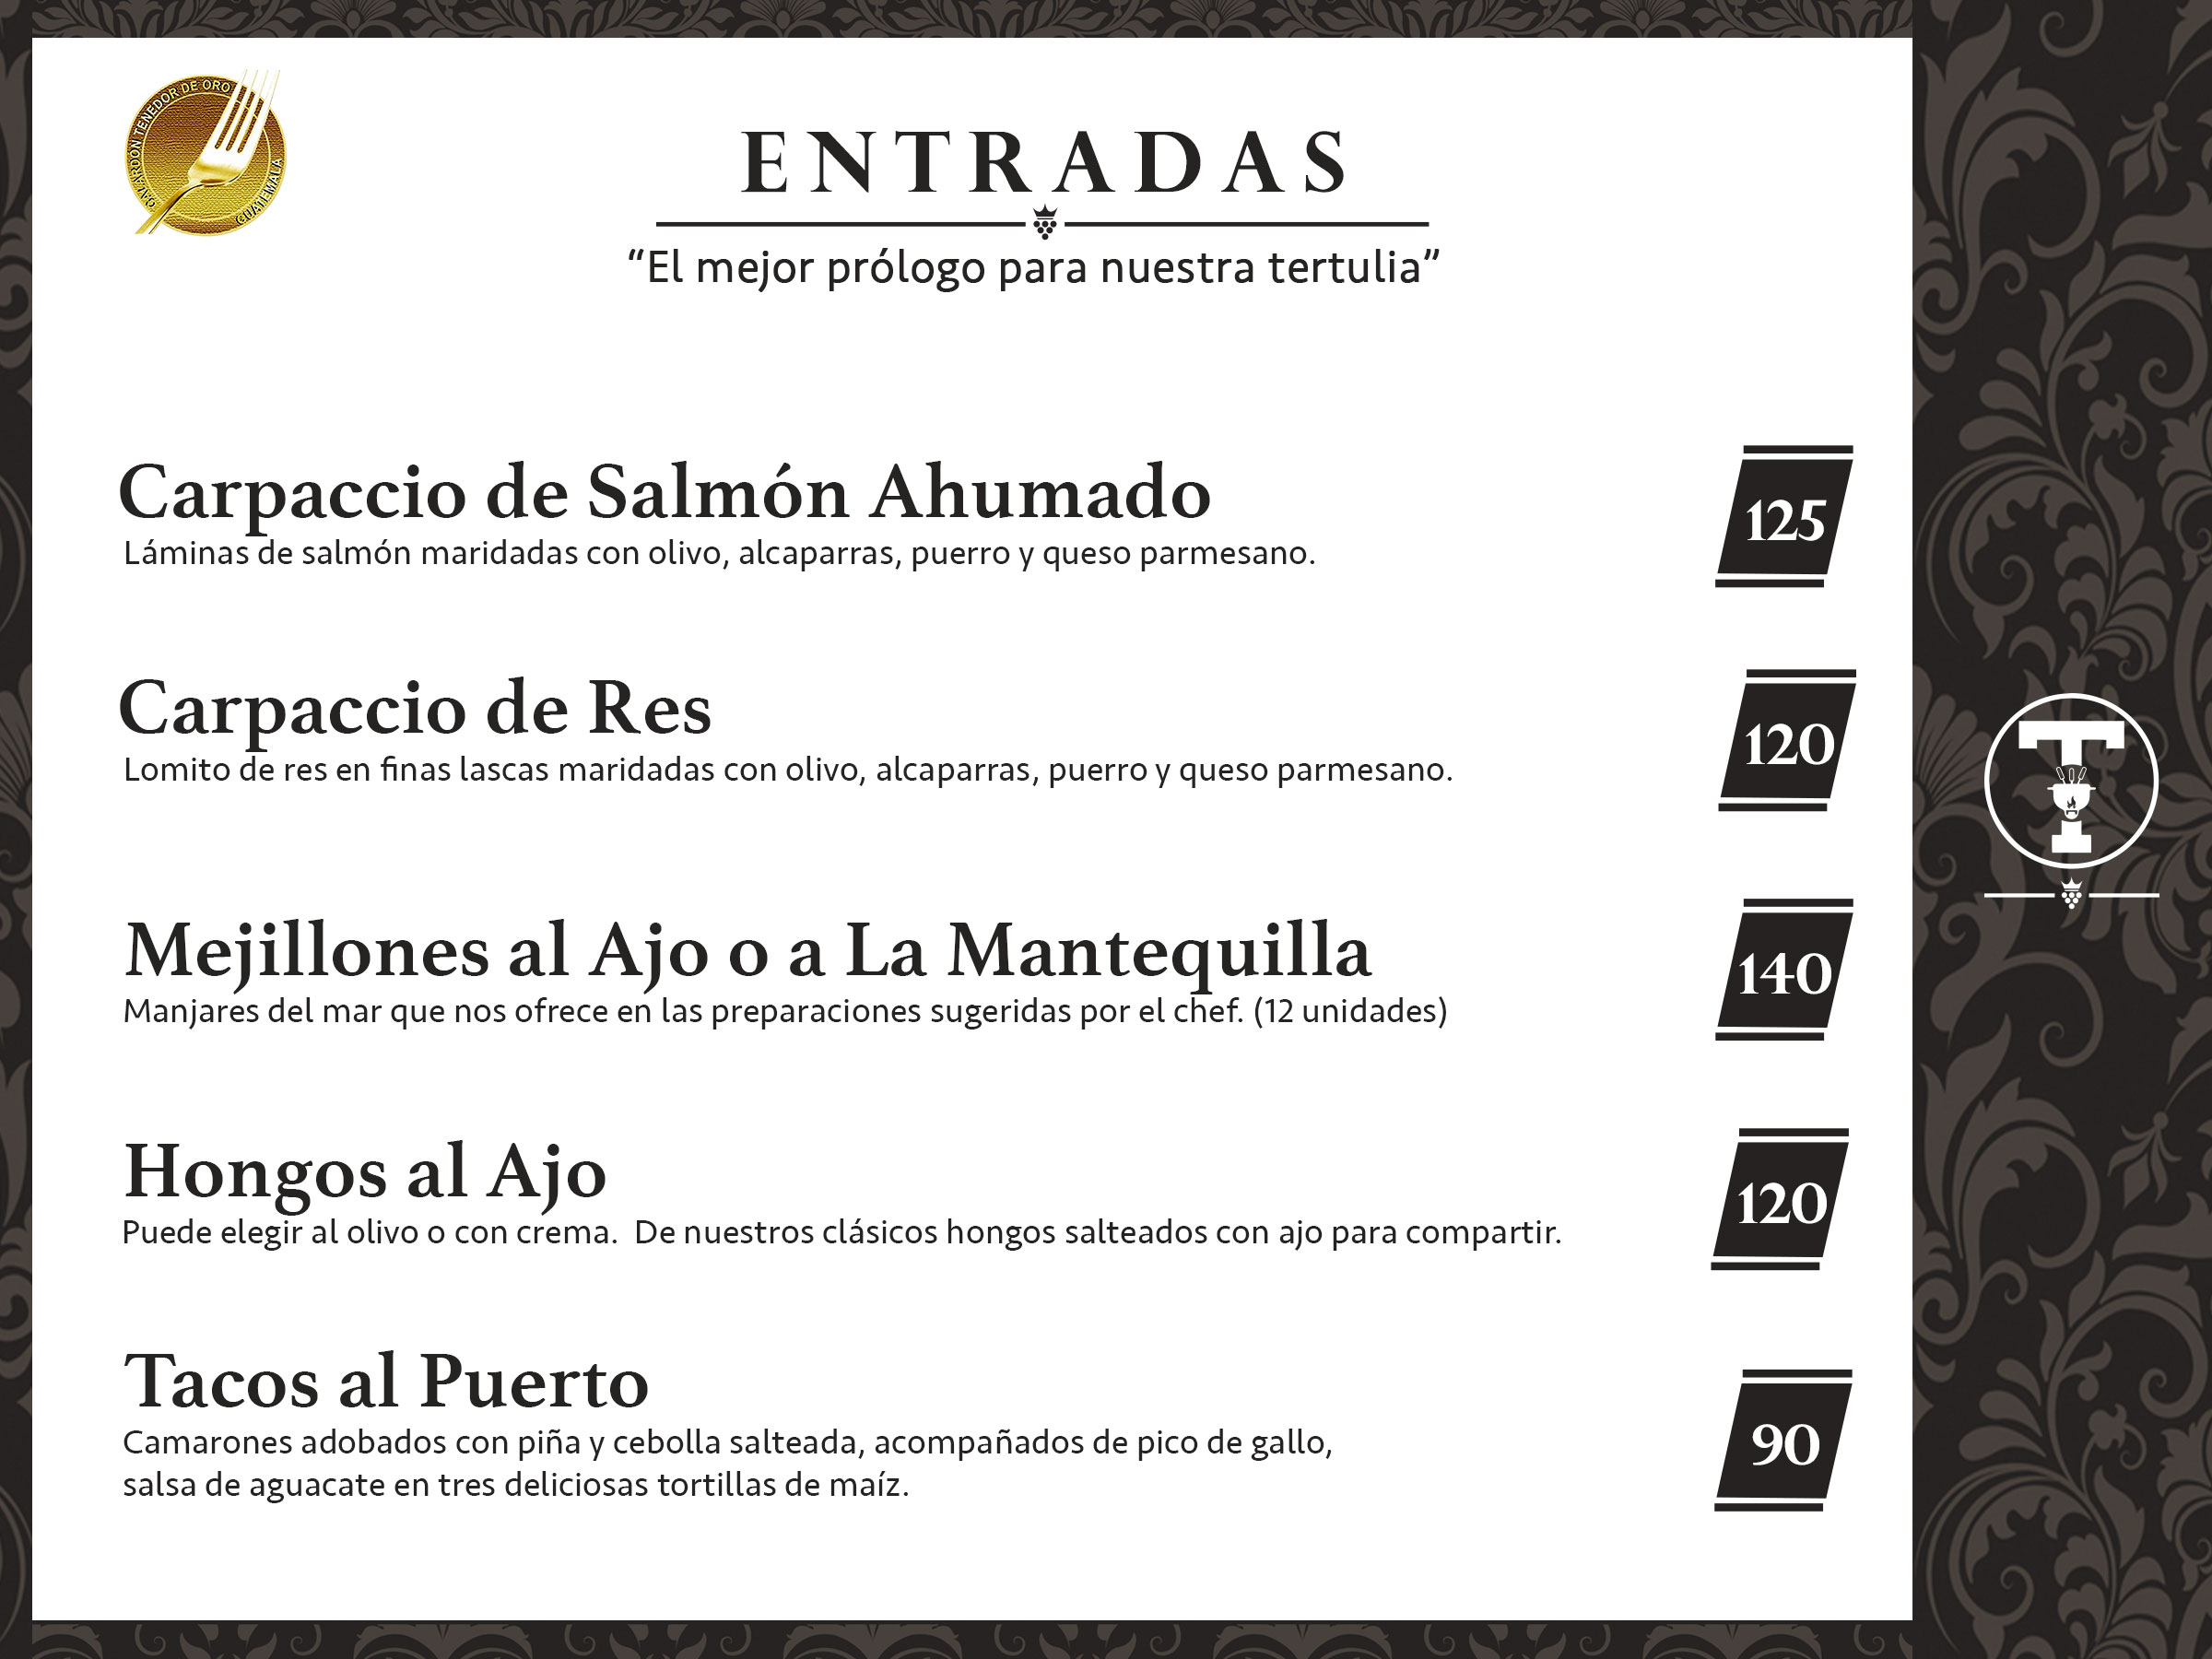 GALARDÓN TENEDOR DE ORO
GUATEMALA
ENTRADAS
“El mejor prólogo para nuestra tertulia”
Carpaccio de Salmón Ahumado
Láminas de salmón maridadas con olivo, alcaparras, puerro y queso parmesano.
125
Carpaccio de Res
Lomito de res en finas lascas maridadas con olivo, alcaparras, puerro y queso parmesano.
120
T
Mejillones al Ajo o a La Mantequilla
Manjares del mar que nos ofrece en las preparaciones sugeridas por el chef. (12 unidades)
140
Hongos al Ajo
Puede elegir al olivo o con crema.  De nuestros clásicos hongos salteados con ajo para compartir.
120
Tacos al Puerto
Camarones adobados con piña y cebolla salteada, acompañados de pico de gallo,
salsa de aguacate en tres deliciosas tortillas de maíz.
90